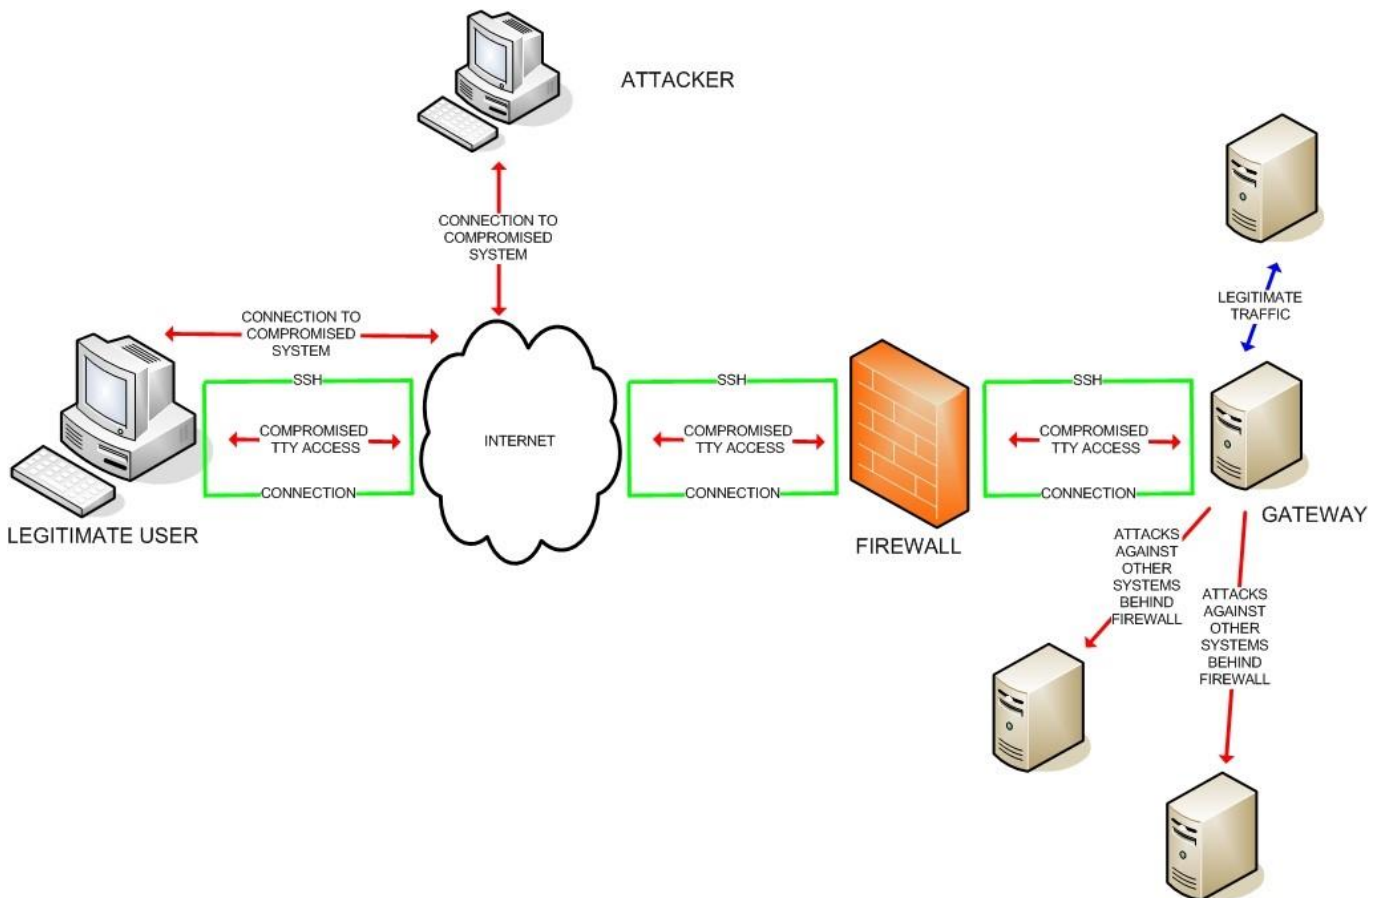 ATTACKER
CONNECTION TO
COMPROMISED
SYSTEM
LEGITIMATE
TRAFFIC
CONNECTION TO
COMPROMISED
SYSTEM
SSH
COMPROMISED
TTY ACCESS
CONNECTION
LEGITIMATE USER
INTERNET
SSH
COMPROMISED
TTY ACCESS
CONNECTION
FIREWALL
SSH
COMPROMISED
TTY ACCESS
CONNECTION
GATEWAY
ATTACKS
AGAINST
OTHER
SYSTEMS
BEHIND
FIREWALL
ATTACKS
AGAINST
OTHER
SYSTEMS
BEHIND
FIREWALL